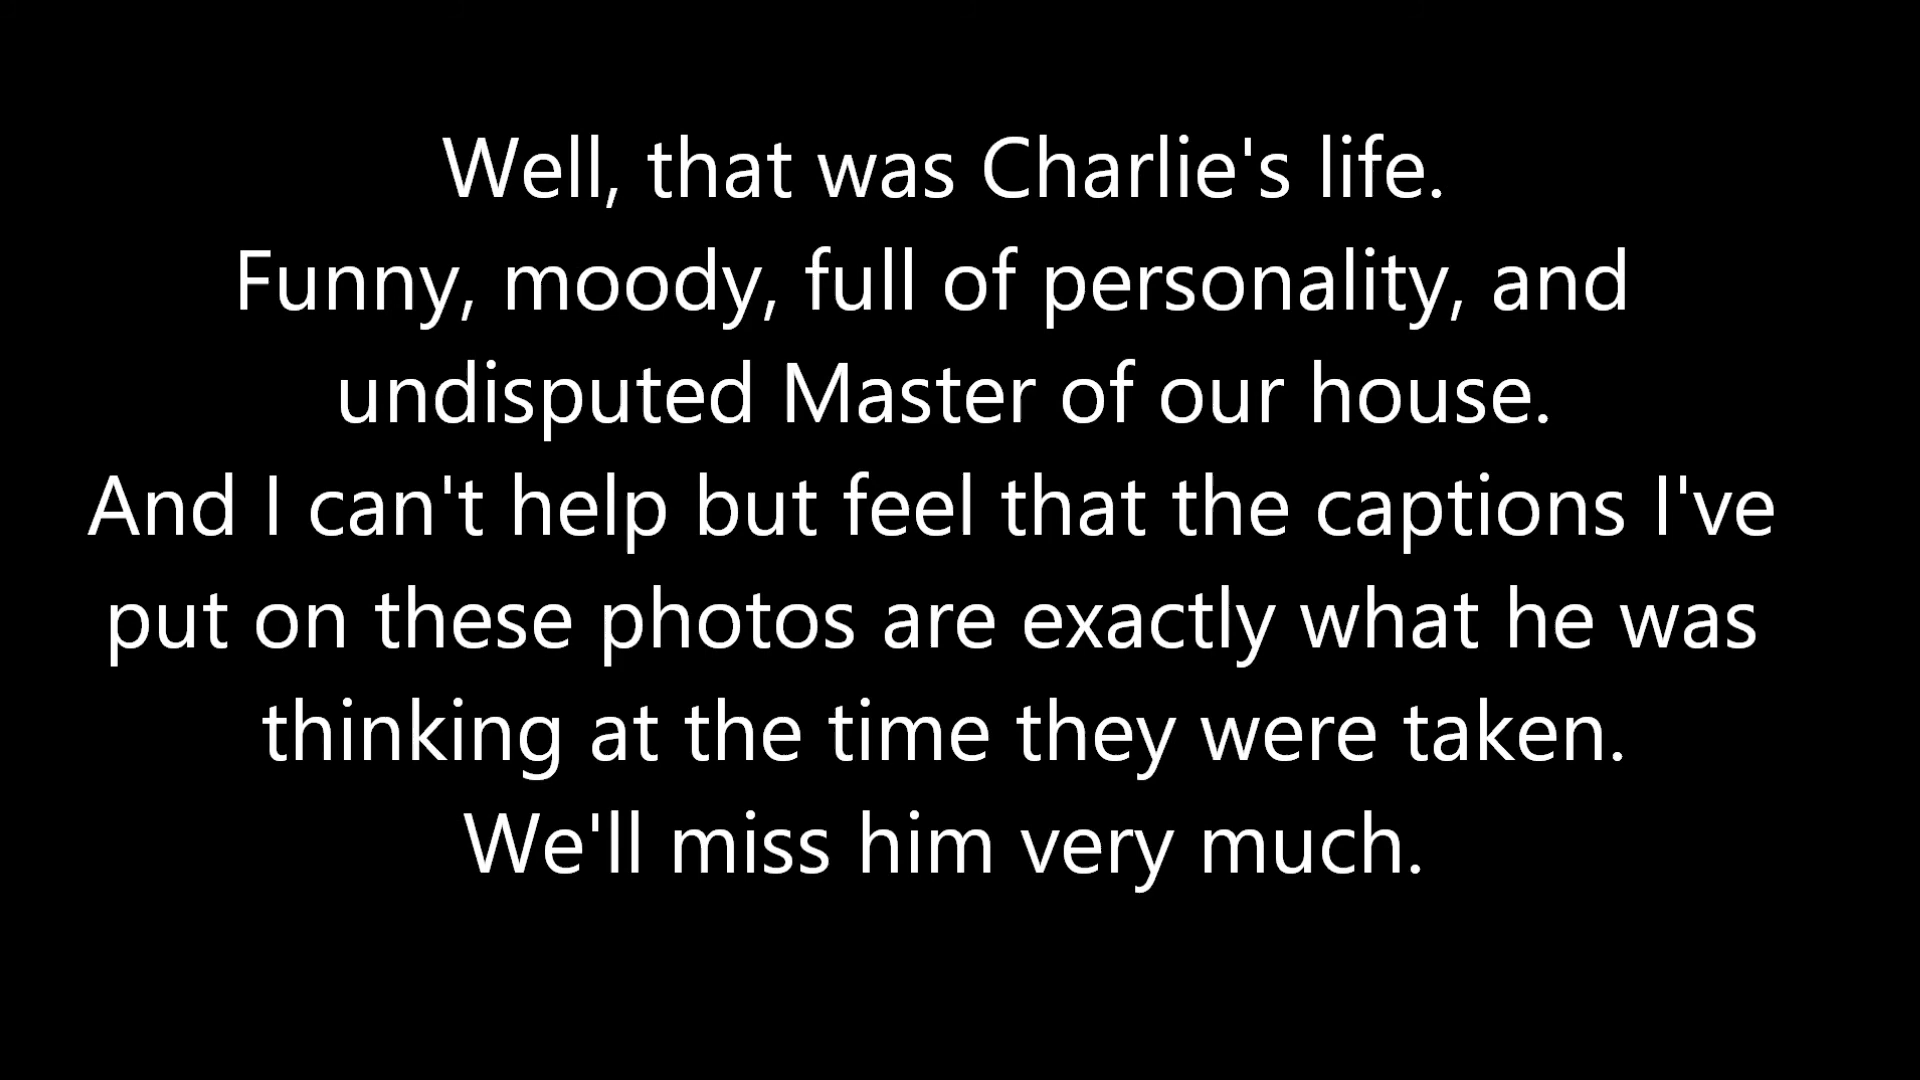 Well, that was Charlie's life.
Funny, moody, full of personality, and
undisputed Master of our house.
And I can't help but feel that the captions I've
put on these photos are exactly what he was
thinking at the time they were taken.
We'll miss him very much.